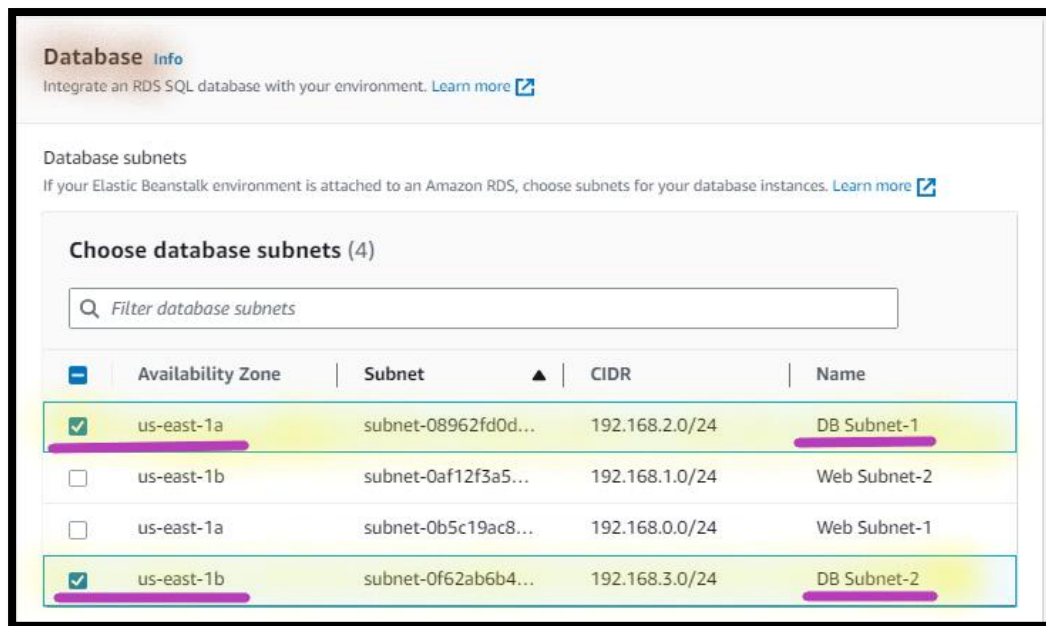 Database Info
Integrate an RDS SQL database with your environment. Learn more
Database subnets
If your Elastic Beanstalk environment is attached to an Amazon RDS, choose subnets for your database instances. Learn more
Choose database subnets (4)
Filter database subnets
Availability Zone Subnet CIDR Name
us-east-1a subnet-08962fd0d... 192.168.2.0/24 DB Subnet-1
us-east-1b subnet-0af12f3a5... 192.168.1.0/24 Web Subnet-2
us-east-1a subnet-0b5c19ac8... 192.168.0.0/24 Web Subnet-1
us-east-1b subnet-0f62ab6b4... 192.168.3.0/24 DB Subnet-2